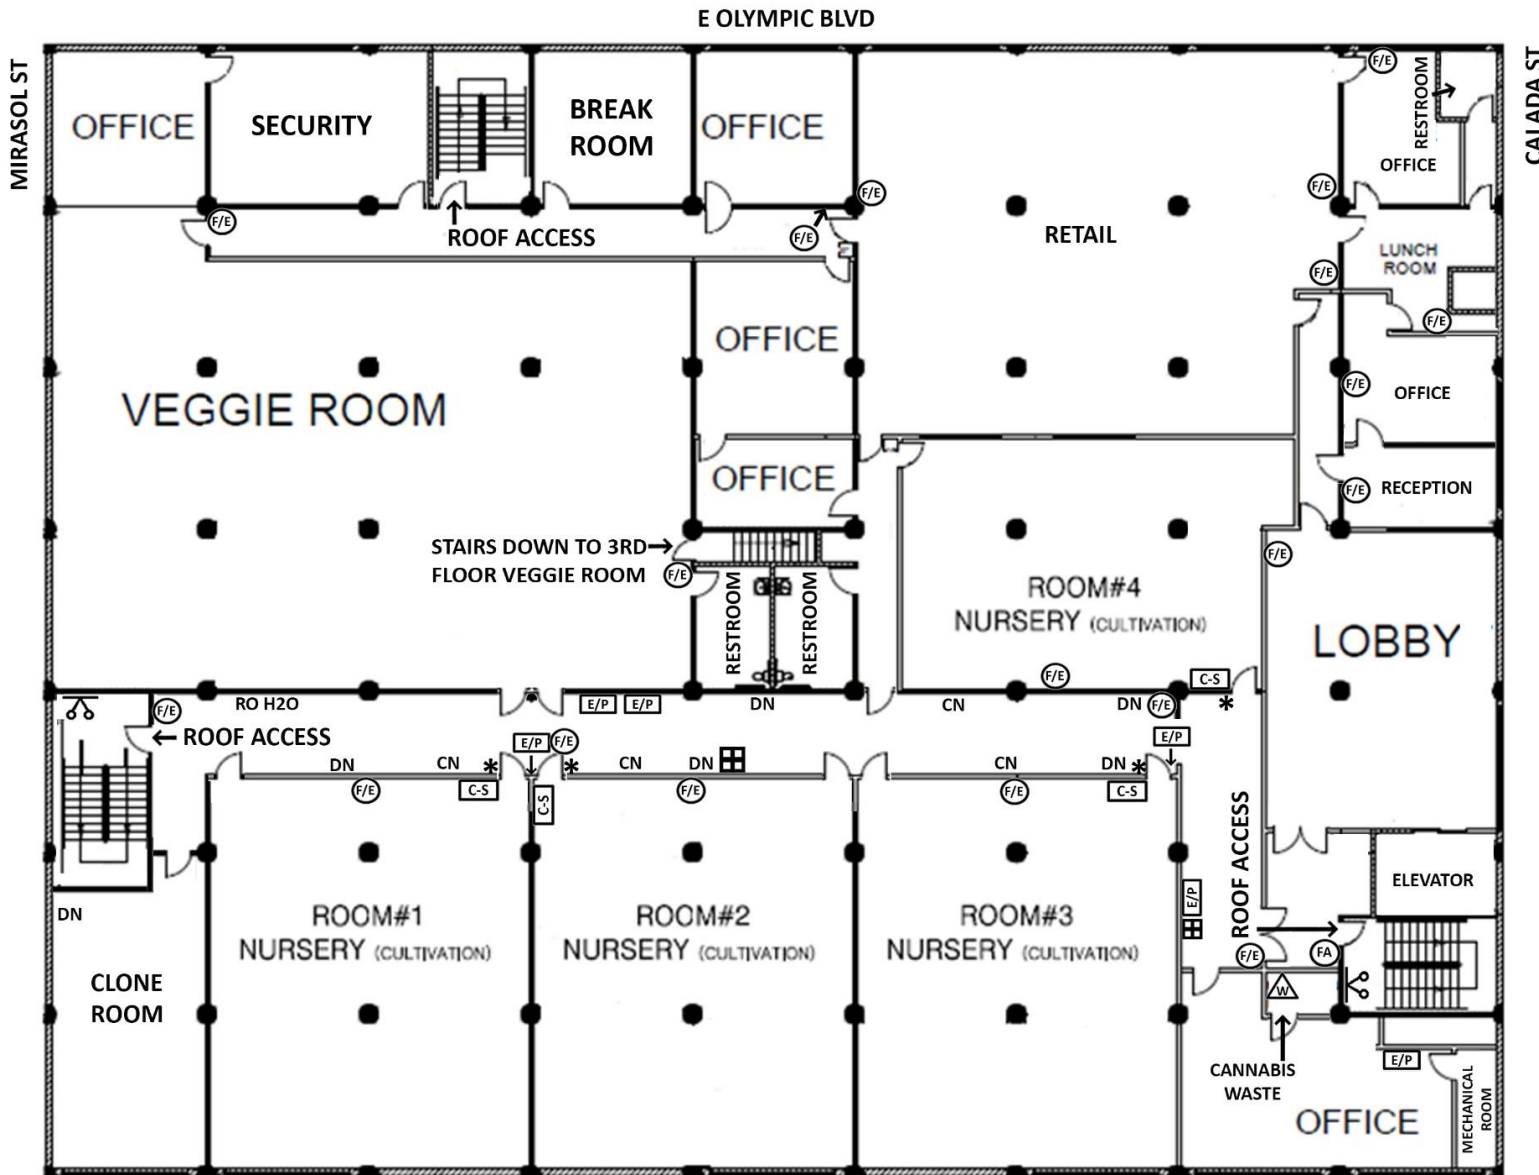 E OLYMPIC BLVD
MIRASOL ST
CALADA ST
OFFICE
SECURITY
BREAK
ROOM
OFFICE
RESTROOM
OFFICE
F/E
F/E
F/E
F/E
F/E
ROOF ACCESS
RETAIL
LUNCH
ROOM
F/E
F/E
OFFICE
VEGGIE ROOM
F/E
OFFICE
OFFICE
F/E
RECEPTION
STAIRS DOWN TO 3RD
FLOOR VEGGIE ROOM
F/E
F/E
RESTROOM
RESTROOM
ROOM#4
NURSERY (CULTIVATION)
LOBBY
F/E
C-S
*
RO H2O
E/P
E/P
DN
CN
DN
F/E
F/E
ROOF ACCESS
E/P
F/E
E/P
DN
CN
*
*
CN
DN
CN
DN
*
F/E
C-S
C-S
F/E
F/E
C-S
ROOF ACCESS
ELEVATOR
E/P
DN
ROOM#1
NURSERY (CULTIVATION)
ROOM#2
NURSERY (CULTIVATION)
ROOM#3
NURSERY (CULTIVATION)
F/E
FA
CLONE
ROOM
W
CANNABIS
WASTE
E/P
OFFICE
MECHANICAL
ROOM